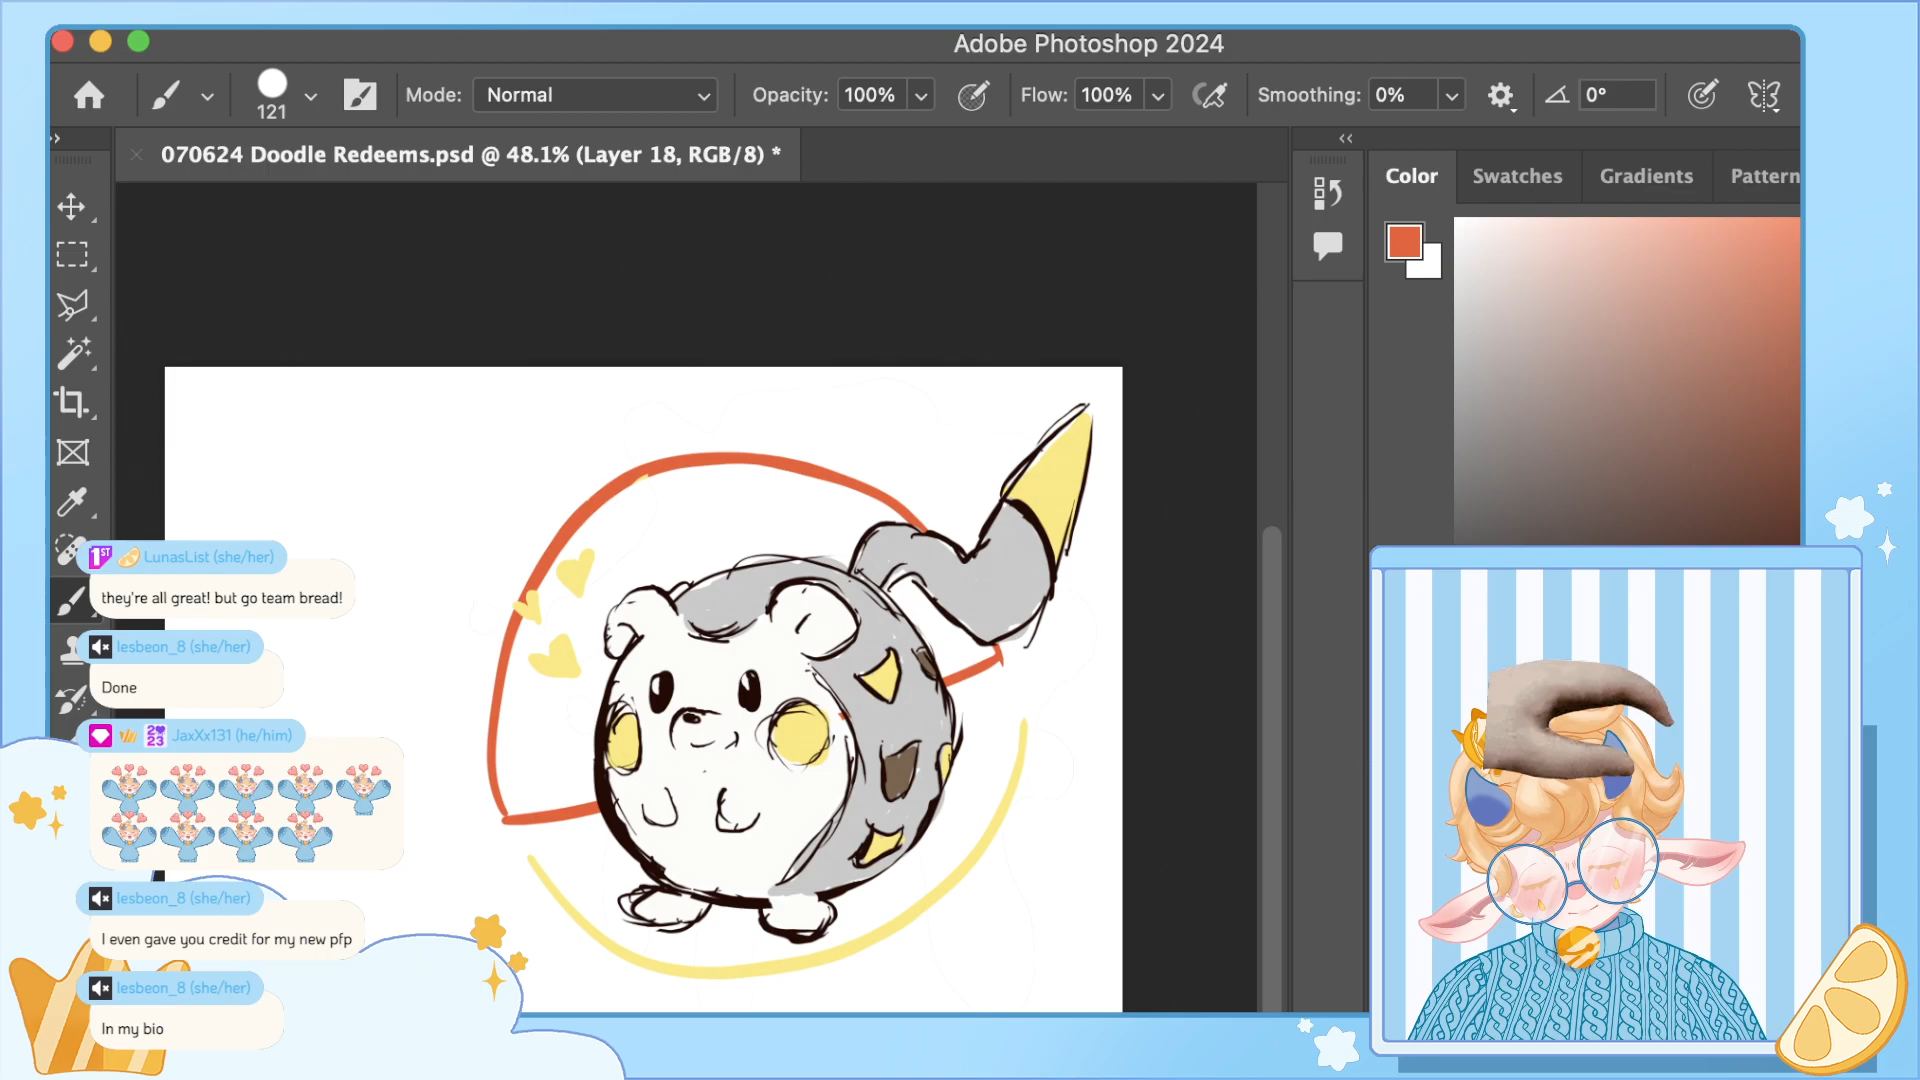 Adobe Photoshop 2024
121
Mode: Normal Opacity: 100% Flow: 100% Smoothing: 0% 0°
070624 Doodle Redeems.psd @ 48.1% (Layer 18, RGB/8) *
Color Swatches Gradients Pattern
1ST LunasList (she/her)
they're all great! but go team bread!
lesbeon_8 (she/her)
Done
2023 JaxXx131 (he/him)
lesbeon_8 (she/her)
I even gave you credit for my new pfp
lesbeon_8 (she/her)
In my bio